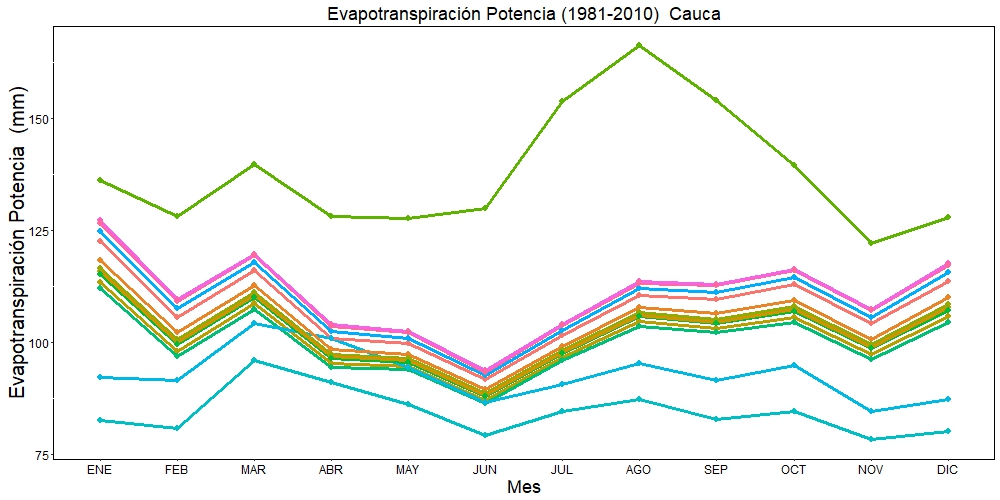 Evapotranspiración Potencia (1981-2010)  Cauca
Evapotranspiración Potencia  (mm)
150
125
100
75
ENE FEB MAR ABR MAY JUN JUL AGO SEP OCT NOV DIC
Mes